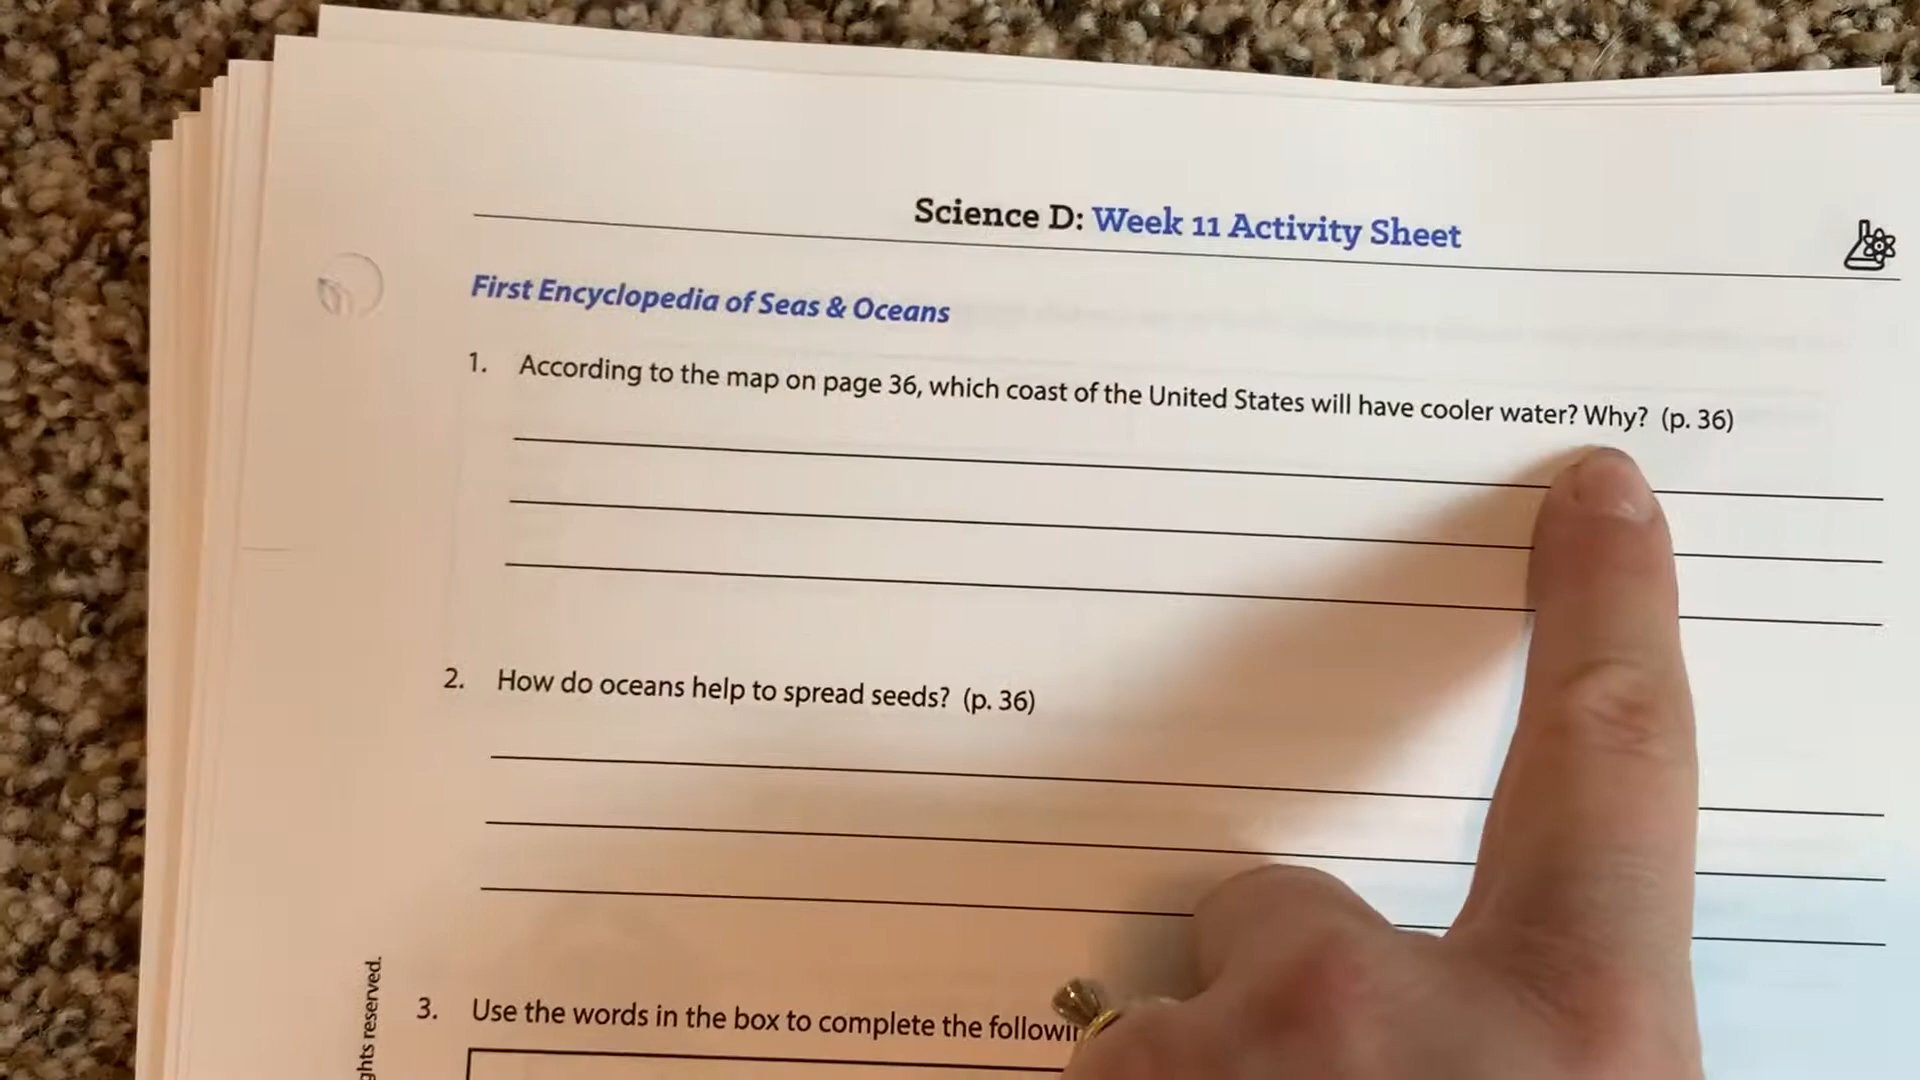 Science D: Week 11 Activity Sheet
First Encyclopedia of Seas & Oceans
1. According to the map on page 36, which coast of the United States will have cooler water? Why? (p. 36)
2. How do oceans help to spread seeds? (p. 36)
3. Use the words in the box to complete the
reserved.